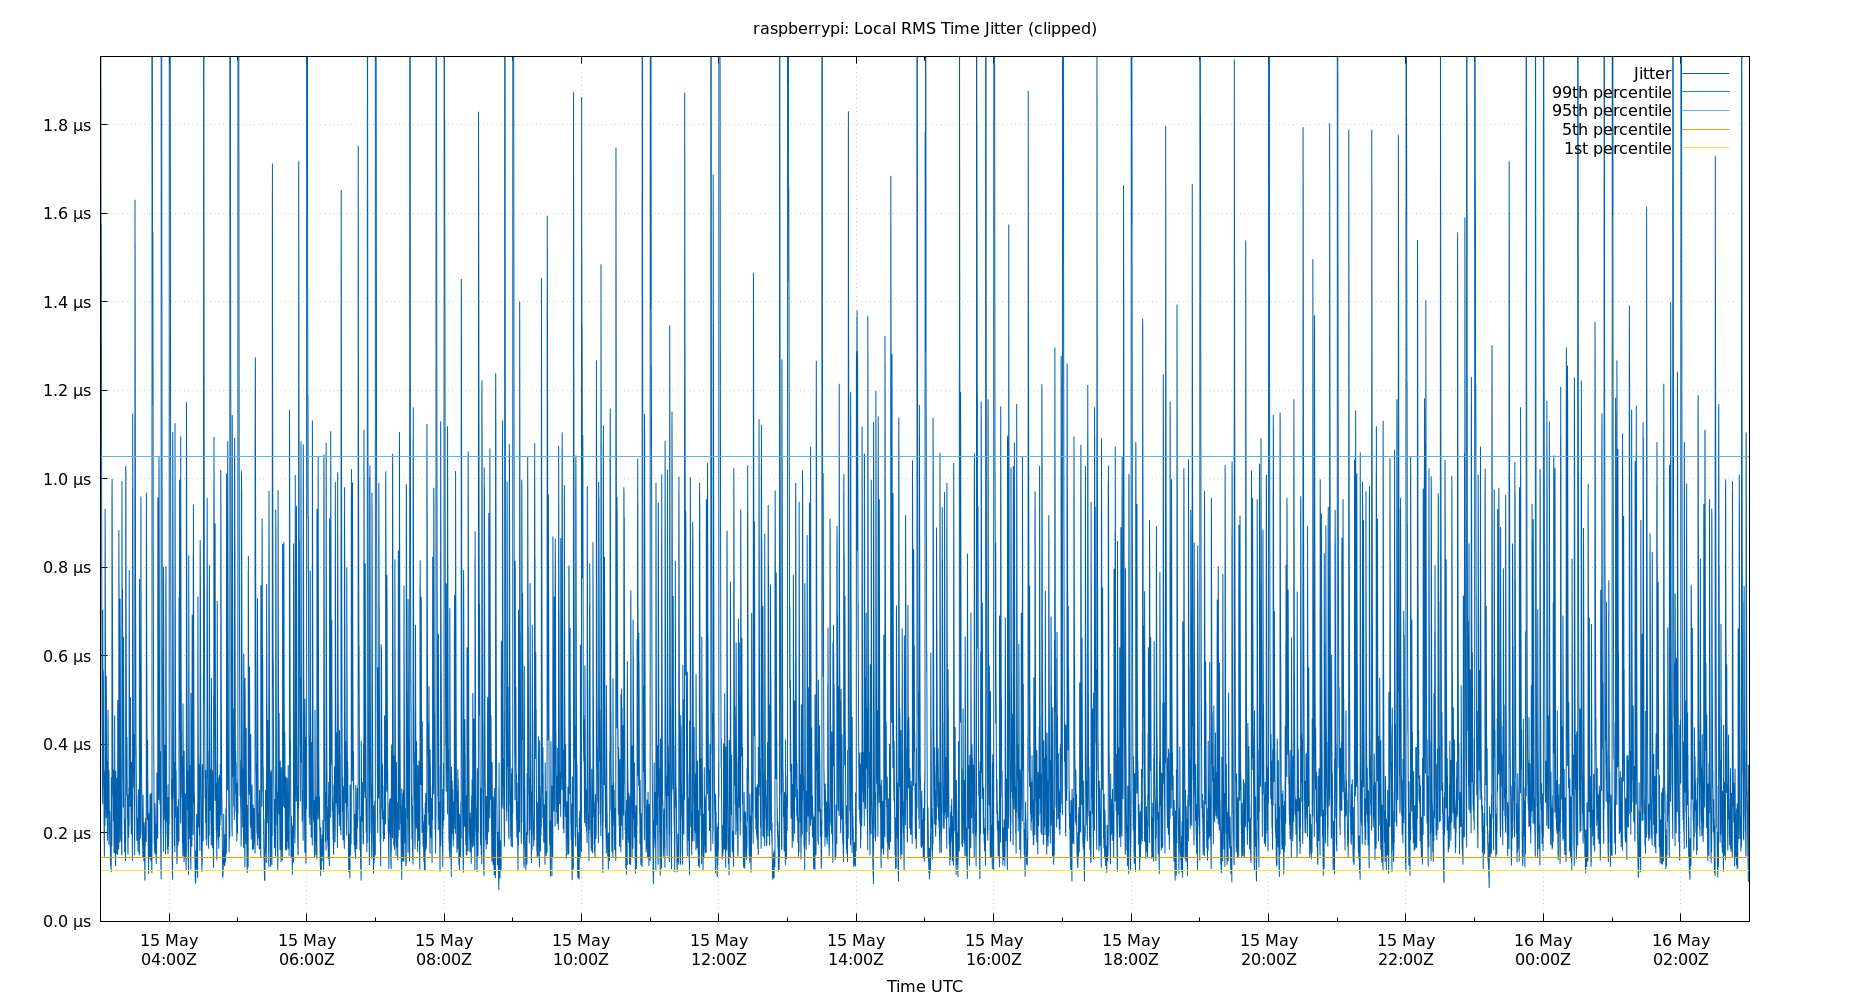 raspberrypi: Local RMS Time Jitter (clipped)
Jitter
99th percentile
95th percentile
5th percentile
1st percentile
1.8 µs
1.6 µs
1.4 µs
1.2 µs
1.0 µs
0.8 µs
0.6 µs
0.4 µs
0.2 µs
0.0 µs
15 May 15 May 15 May 15 May 15 May 15 May 15 May 15 May 15 May 15 May 16 May 16 May
04:00Z 06:00Z 08:00Z 10:00Z 12:00Z 14:00Z 16:00Z 18:00Z 20:00Z 22:00Z 00:00Z 02:00Z
Time UTC